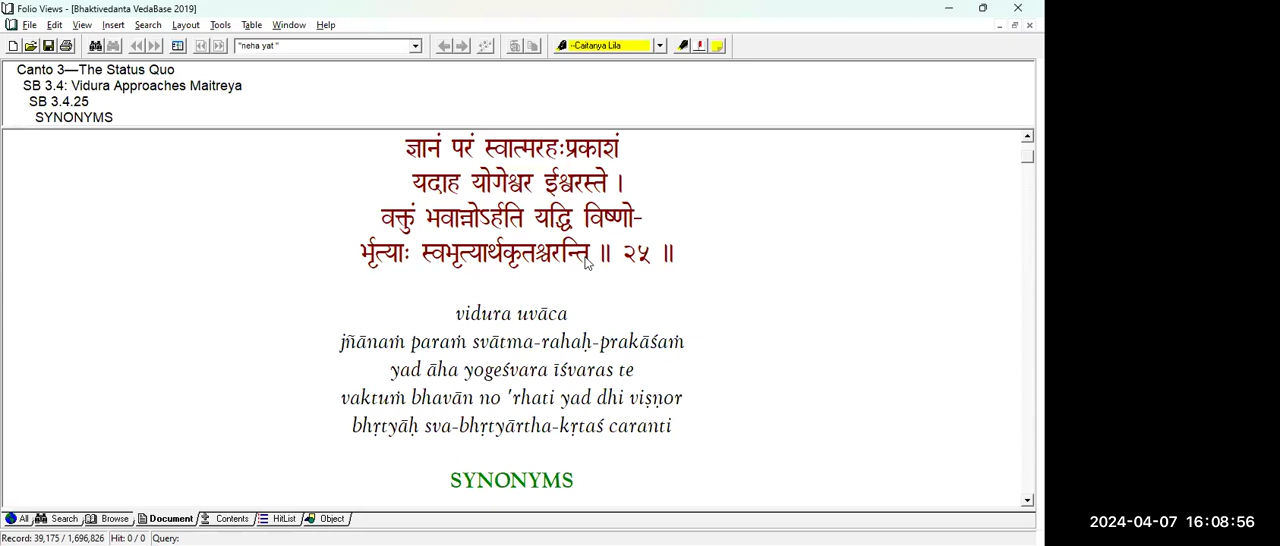 Folio Views - [Bhaktivedanta VedaBase 2019]
File Edit View Insert Search Layout Tools Table Window Help
"neha yat "
--Caitanya Lila
Canto 3—The Status Quo
SB 3.4: Vidura Approaches Maitreya
SB 3.4.25
SYNONYMS
ज्ञानं परं स्वात्मरहःप्रकाशं
यदाह योगेश्वर ईश्वरस्ते ।
वक्तुं भवान्नोऽर्हति यद्धि विष्णो-
र्भृत्याः स्वभृत्यार्थकृतश्चरन्ति ॥ २५ ॥
vidura uvāca
jñānaṁ paraṁ svātma-rahaḥ-prakāśaṁ
yad āha yogeśvara īśvaras te
vaktuṁ bhavān no 'rhati yad dhi viṣṇor
bhṛtyāḥ sva-bhṛtyārtha-kṛtaś caranti
SYNONYMS
All Search Browse Document Contents HitList Object
Record: 39,175 / 1,696,826 Hit: 0 / 0 Query:
2024-04-07 16:08:56